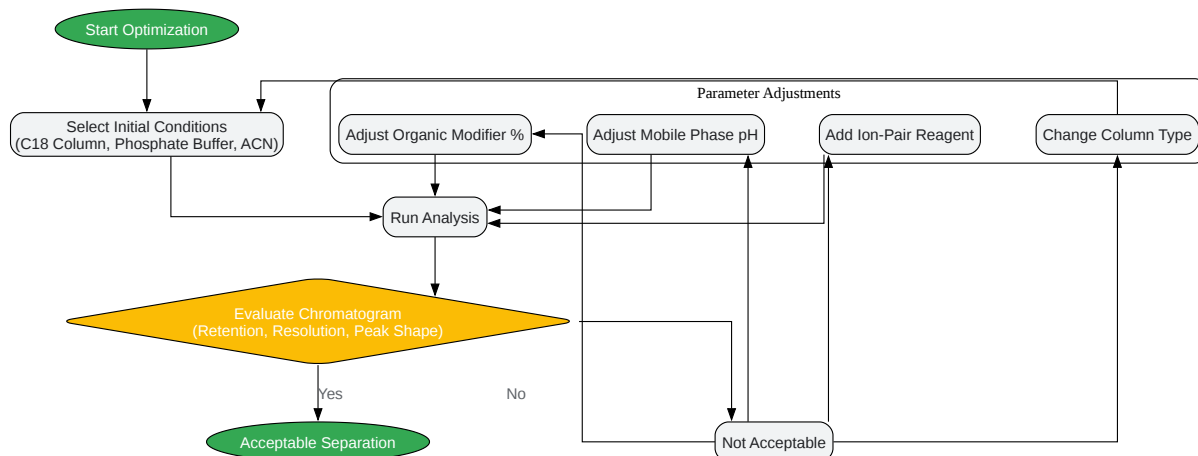 Start Optimization
Parameter Adjustments
Select Initial Conditions
(C18 Column, Phosphate Buffer, ACN)
Adjust Organic Modifier %
Adjust Mobile Phase pH
Add Ion-Pair Reagent
Change Column Type
Run Analysis
Evaluate Chromatogram
(Retention, Resolution, Peak Shape)
Yes
No
Acceptable Separation
Not Acceptable